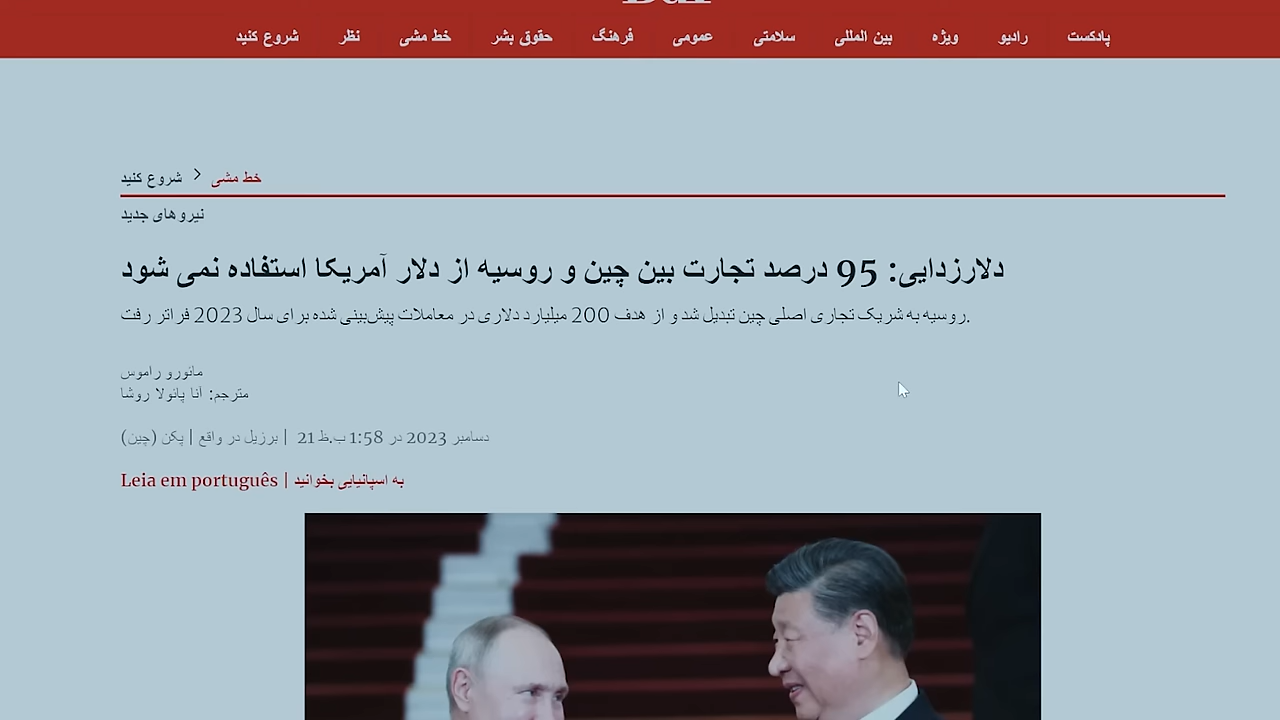 شروع کنید نظر خط مشی حقوق بشر فرهنگ عمومی سلامتی بین المللی ویژه رادیو پادکست
شروع کنید > خط مشی
نیروهای جدید
دلارزدایی: 95 درصد تجارت بین چین و روسیه از دلار آمریکا استفاده نمی شود
روسیه به شریک تجاری اصلی چین تبدیل شد و از هدف 200 میلیارد دلاری در معاملات پیش‌بینی شده برای سال 2023 فراتر رفت.
مائورو راموس
مترجم: آنا پائولا روشا
برزیل در واقع | پکن (چین) | 21 دسامبر 2023 در 1:58 ب.ظ
Leia em português | به اسپانیایی بخوانید